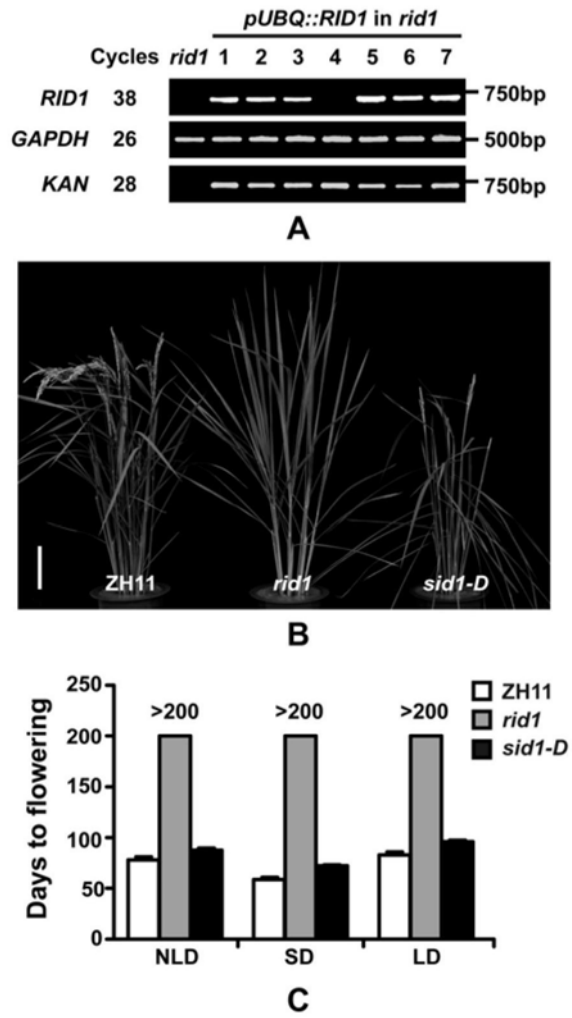 pUBQ::RID1 in rid1
Cycles rid1 1 2 3 4 5 6 7
RID1 38 750bp
GAPDH 26 500bp
KAN 28 750bp
A
ZH11 rid1 sid1-D
B
250
200
150
100
50
0
Days to flowering
>200 >200 >200
ZH11
rid1
sid1-D
NLD SD LD
C